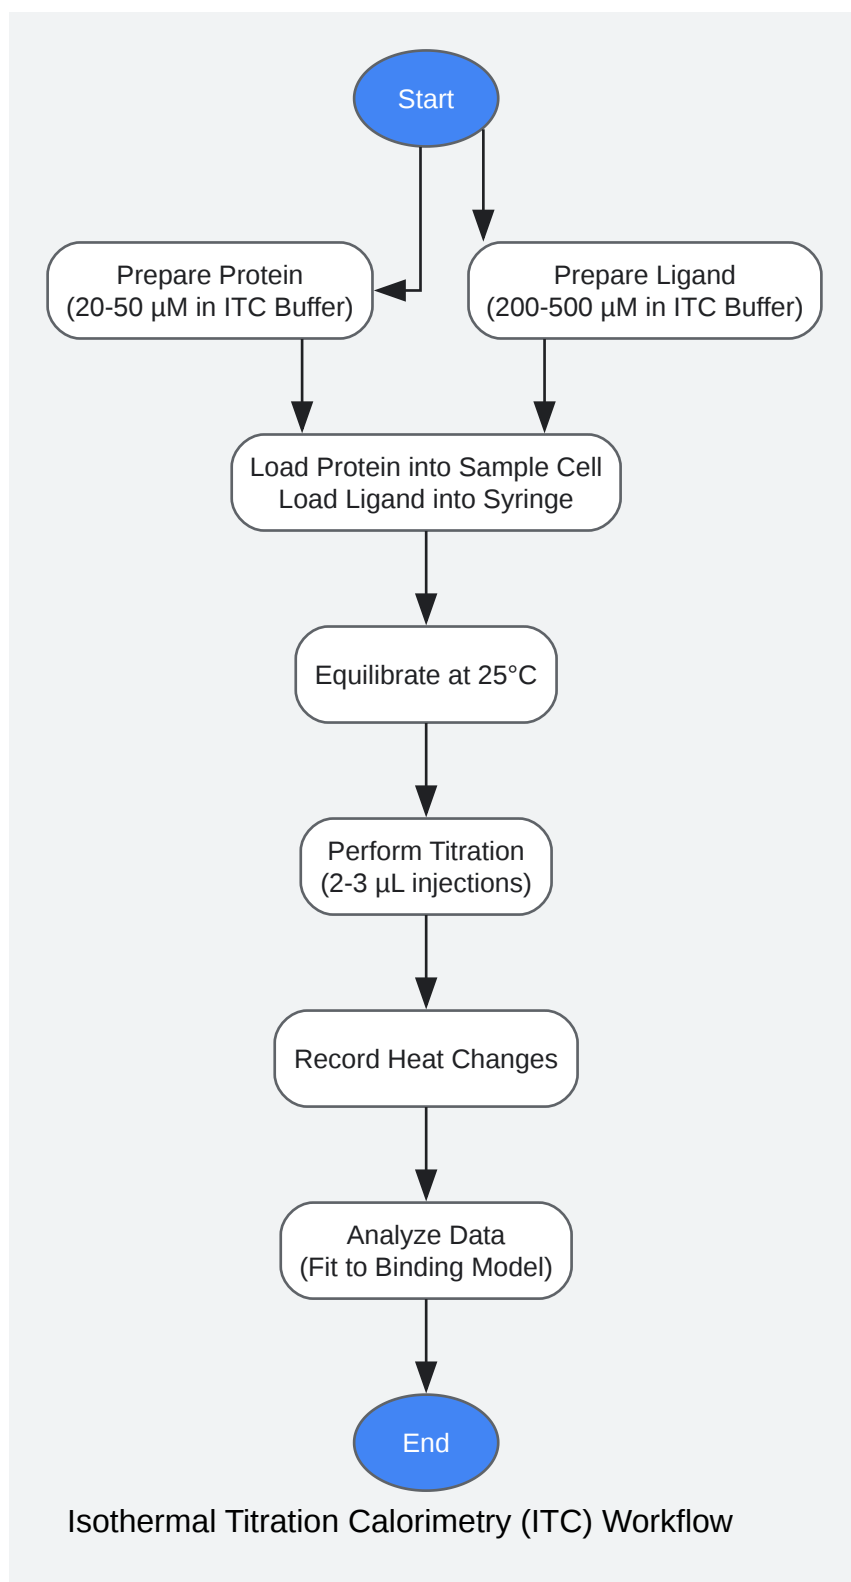 Start
Prepare Protein
(20-50 µM in ITC Buffer)
Prepare Ligand
(200-500 µM in ITC Buffer)
Load Protein into Sample Cell
Load Ligand into Syringe
Equilibrate at 25°C
Perform Titration
(2-3 µL injections)
Record Heat Changes
Analyze Data
(Fit to Binding Model)
End
Isothermal Titration Calorimetry (ITC) Workflow